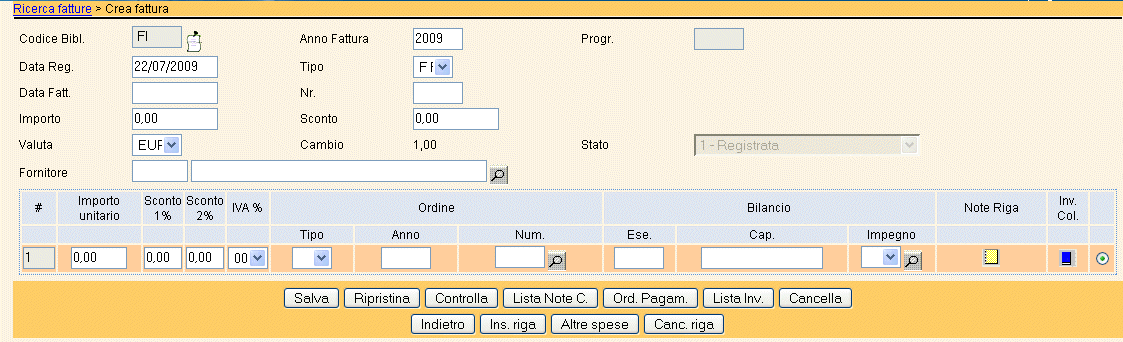 Ricerca fatture > Crea fattura
Codice Bibl. FI Anno Fattura 2009 Progr.
Data Reg. 22/07/2009 Tipo F F
Data Fatt. Nr.
Importo 0,00 Sconto 0,00
Valuta EUF Cambio 1,00 Stato 1 - Registrata
Fornitore
# Importo unitario Sconto 1% Sconto 2% IVA % Ordine Bilancio Note Riga Inv. Col.
Tipo Anno Num. Ese. Cap. Impegno
1 0,00 0,00 0,00 00
Salva Ripristina Controlla Lista Note C. Ord. Pagam. Lista Inv. Cancella
Indietro Ins. riga Altre spese Canc. riga